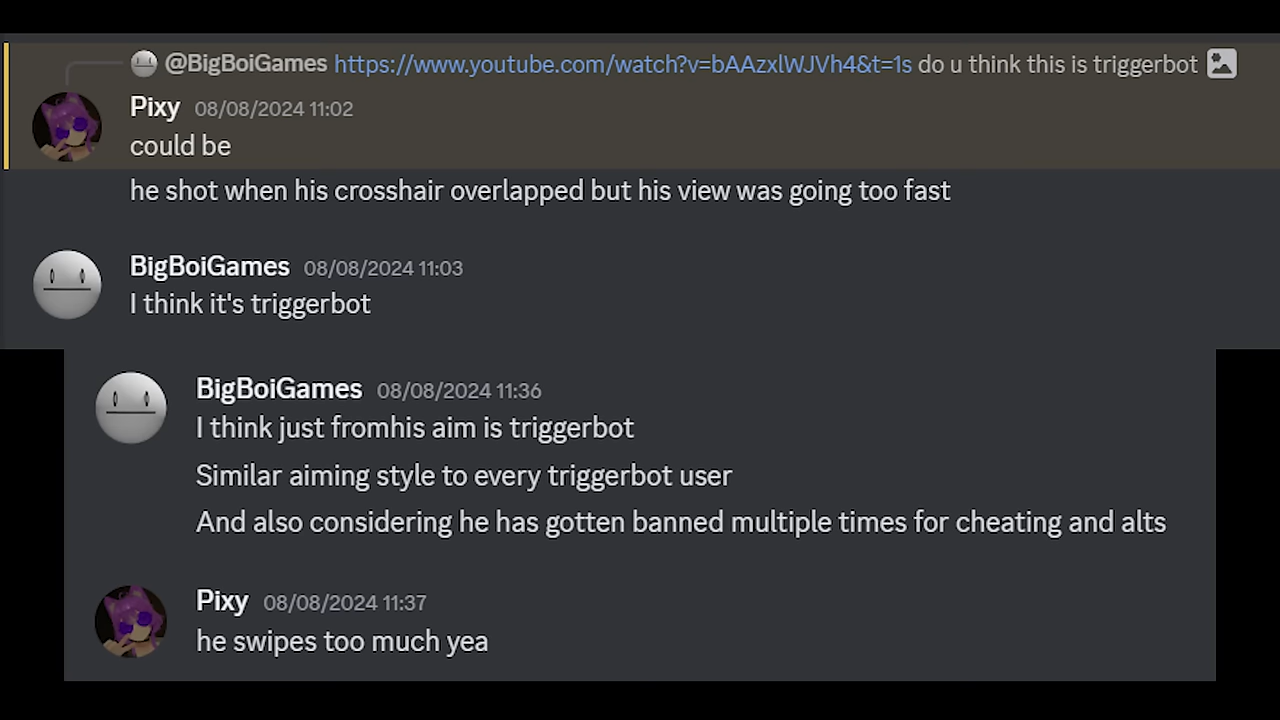 @BigBoiGames https://www.youtube.com/watch?v=bAAzxlWJVh4&t=1s do u think this is triggerbot
Pixy 08/08/2024 11:02
could be
he shot when his crosshair overlapped but his view was going too fast
BigBoiGames 08/08/2024 11:03
I think it's triggerbot
BigBoiGames 08/08/2024 11:36
I think just fromhis aim is triggerbot
Similar aiming style to every triggerbot user
And also considering he has gotten banned multiple times for cheating and alts
Pixy 08/08/2024 11:37
he swipes too much yea